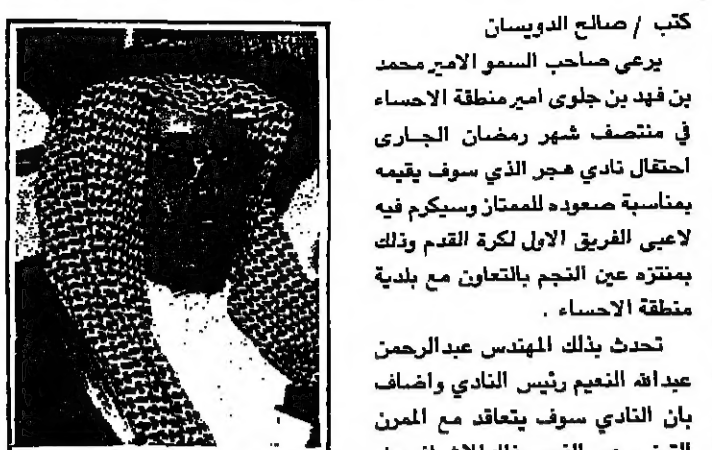 كتب / صالح الدويسان
يرعى صاحب السمو الامير محمد
بن فهد بن جلوى امير منطقة الاحساء
في منتصف شهر رمضان الجـارى
احتفال نادي هجر الذي سوف يقيمه
بمناسبة صعوده للممتاز وسيكرم فيه
لاعبى الفريق الاول لكرة القدم وذلك
بمنتزه عين النجم بالتعاون مع بلدية
منطقة الاحساء .
تحدث بذلك المهندس عبدالرحمن
عبدالله النعيم رئيس النادي واضاف
بان النادي سوف يتعاقد مع الممرن